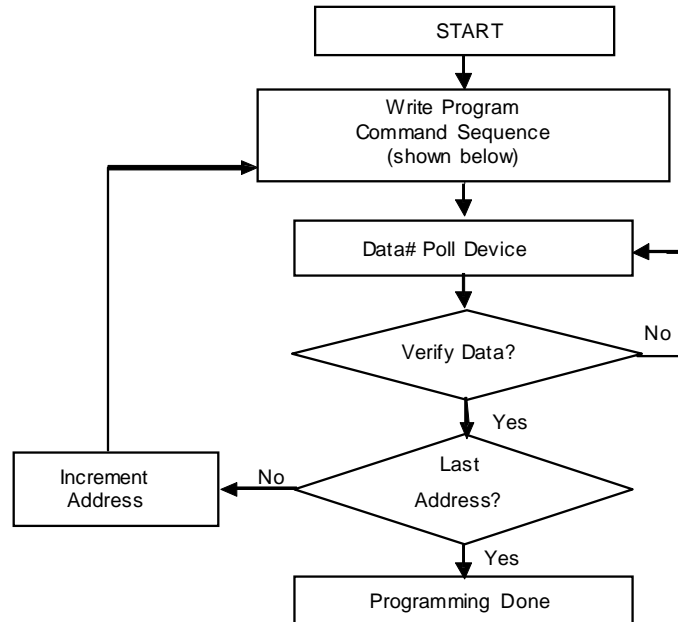 START
Write Program
Command Sequence
(shown below)
Data# Poll Device
Verify Data?
No
Yes
Last
Address?
No
Increment
Address
Yes
Programming Done